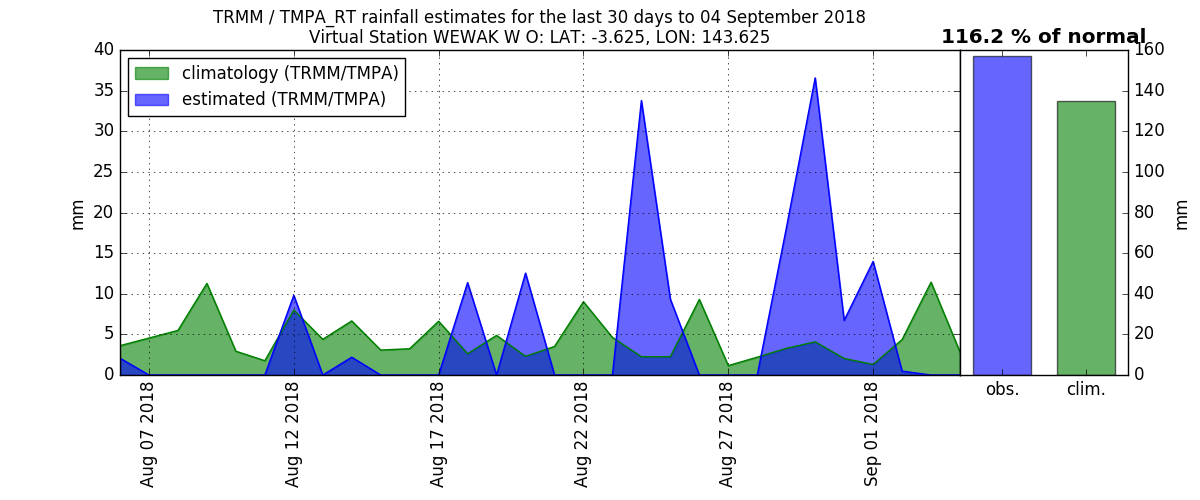 TRMM / TMPA_RT rainfall estimates for the last 30 days to 04 September 2018
Virtual Station WEWAK W O: LAT: -3.625, LON: 143.625
116.2 % of normal
climatology (TRMM/TMPA)
estimated (TRMM/TMPA)
40
35
30
25
20
15
10
5
0
mm
Aug 07 2018
Aug 12 2018
Aug 17 2018
Aug 22 2018
Aug 27 2018
Sep 01 2018
obs.
clim.
160
140
120
100
80
60
40
20
0
mm